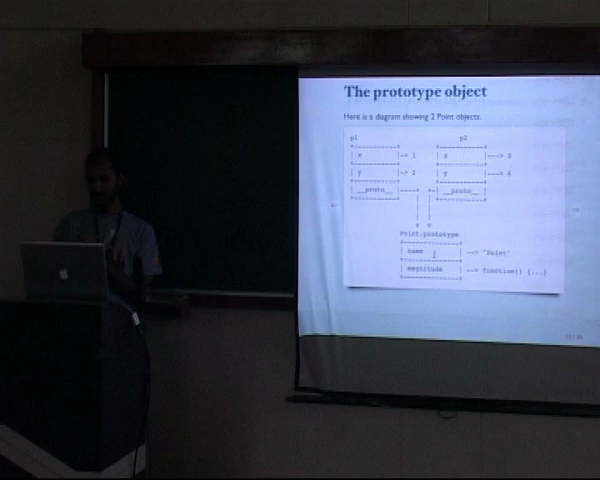 The prototype object
Here is a diagram showing 2 Point objects.
p1 p2
+-----------+ +-----------+
| x |-> 1 | x |---> 3
+-----------+ +-----------+
| y |-> 2 | y |---> 6
+-----------+ +-----------+
| __proto__ |----+ +-| __proto__ |
+-----------+ | | +-----------+
| |
v v
Point.prototype
+---------------+
| name | --> "Point"
+---------------+
| magnitude | --> function() {...}
+---------------+